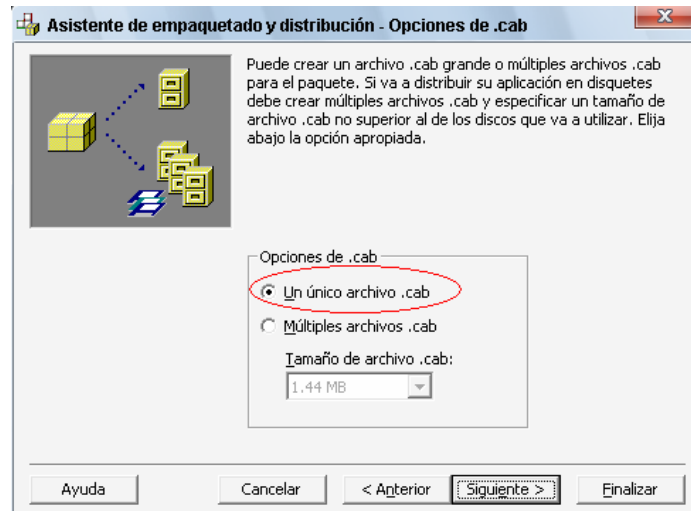 Asistente de empaquetado y distribución - Opciones de .cab
Puede crear un archivo .cab grande o múltiples archivos .cab
para el paquete. Si va a distribuir su aplicación en disquetes
debe crear múltiples archivos .cab y especificar un tamaño de
archivo .cab no superior al de los discos que va a utilizar. Elija
abajo la opción apropiada.
Opciones de .cab
Un único archivo .cab
Múltiples archivos .cab
Tamaño de archivo .cab:
1.44 MB
Ayuda
Cancelar
< Anterior
Siguiente >
Finalizar